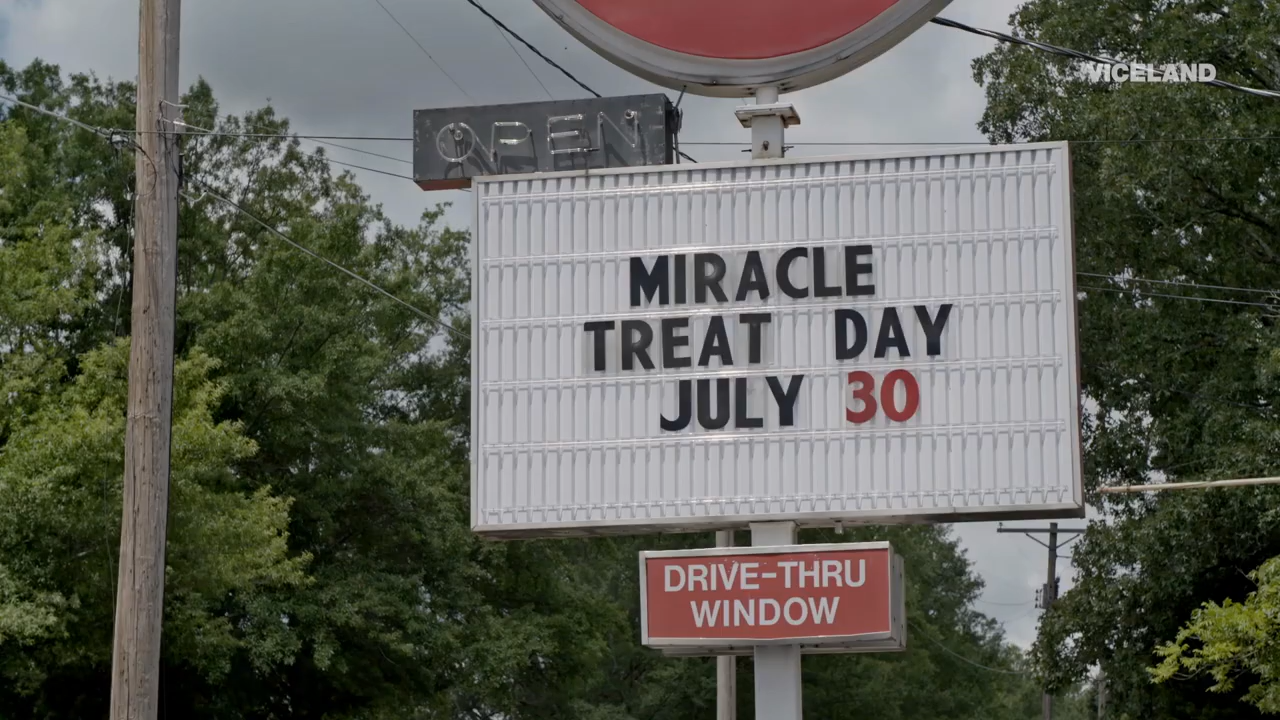 VICELAND
OPEN
MIRACLE
TREAT DAY
JULY 30
DRIVE-THRU
WINDOW